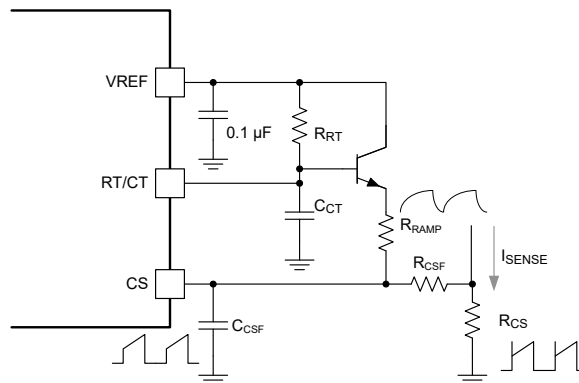 VREF
0.1 µF
RRT
RT/CT
CCT
RRAMP
ISENSE
RCSF
CS
CCSF
RCS